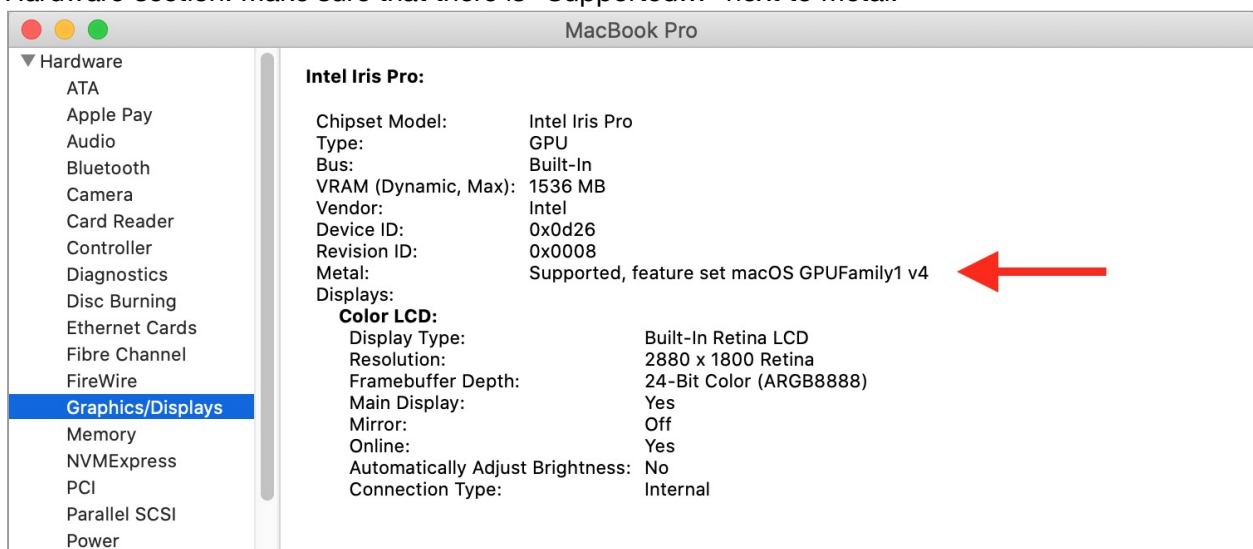 MacBook Pro
Hardware
ATA
Apple Pay
Audio
Bluetooth
Camera
Card Reader
Controller
Diagnostics
Disc Burning
Ethernet Cards
Fibre Channel
FireWire
Graphics/Displays
Memory
NVMExpress
PCI
Parallel SCSI
Power
Intel Iris Pro:
Chipset Model: Intel Iris Pro
Type: GPU
Bus: Built-In
VRAM (Dynamic, Max): 1536 MB
Vendor: Intel
Device ID: 0x0d26
Revision ID: 0x0008
Metal: Supported, feature set macOS GPUFamily1 v4
Displays:
Color LCD:
Display Type: Built-In Retina LCD
Resolution: 2880 x 1800 Retina
Framebuffer Depth: 24-Bit Color (ARGB8888)
Main Display: Yes
Mirror: Off
Online: Yes
Automatically Adjust Brightness: No
Connection Type: Internal